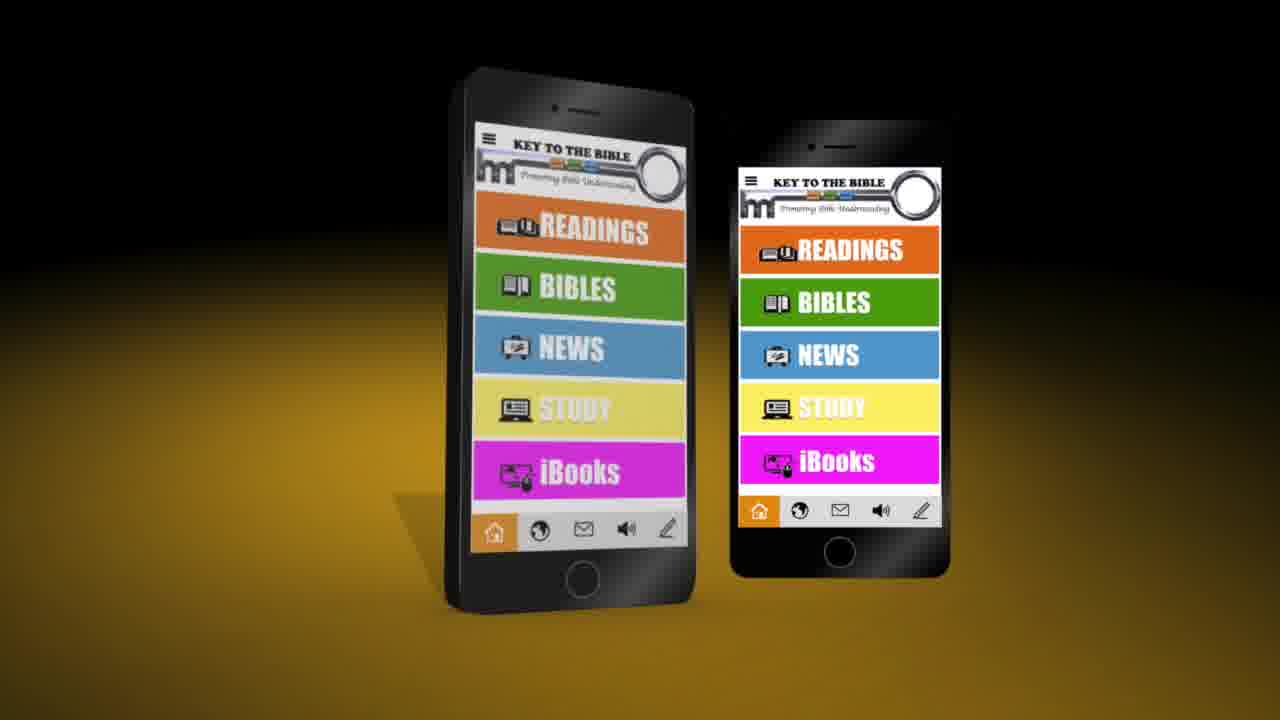 KEY TO THE BIBLE
Promoting Bible Understanding
READINGS
BIBLES
NEWS
STUDY
iBooks
KEY TO THE BIBLE
Promoting Bible Understanding
READINGS
BIBLES
NEWS
STUDY
iBooks